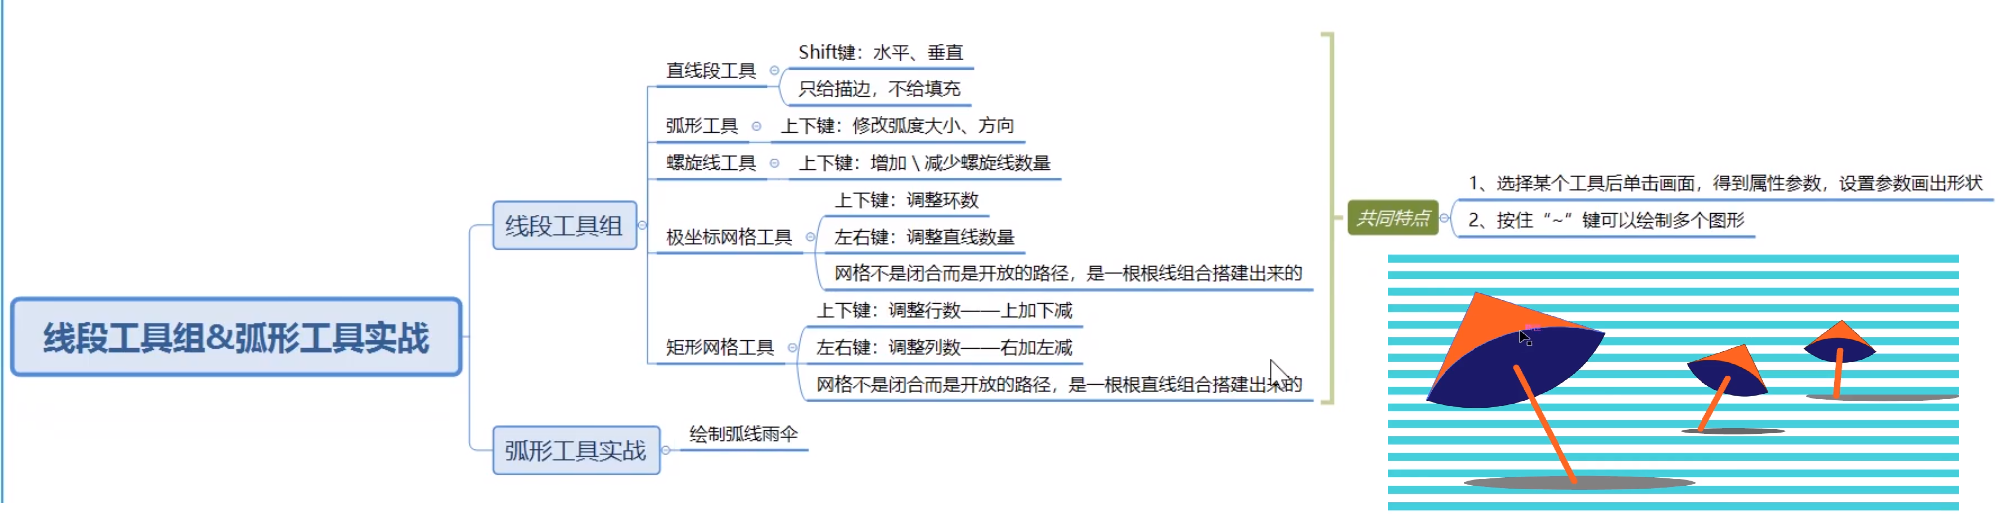 线段工具组&弧形工具实战
线段工具组
直线段工具
Shift键：水平、垂直
只给描边，不给填充
弧形工具
上下键：修改弧度大小、方向
螺旋线工具
上下键：增加 \ 减少螺旋线数量
极坐标网格工具
上下键：调整环数
左右键：调整直线数量
网格不是闭合而是开放的路径，是一根根线组合搭建出来的
矩形网格工具
上下键：调整行数——上加下减
左右键：调整列数——右加左减
网格不是闭合而是开放的路径，是一根根直线组合搭建出来的
共同特点
1、选择某个工具后单击画面，得到属性参数，设置参数画出形状
2、按住“~”键可以绘制多个图形
弧形工具实战
绘制弧线雨伞